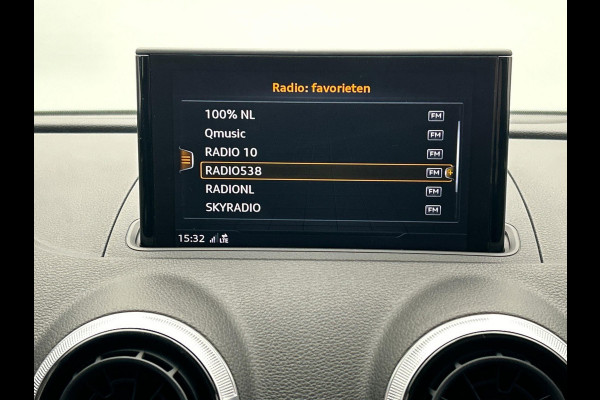 Radio: favorieten
100% NL FM
Qmusic FM
RADIO 10 FM
RADIO538 FM
RADIONL FM
SKYRADIO FM
15:32 LTE